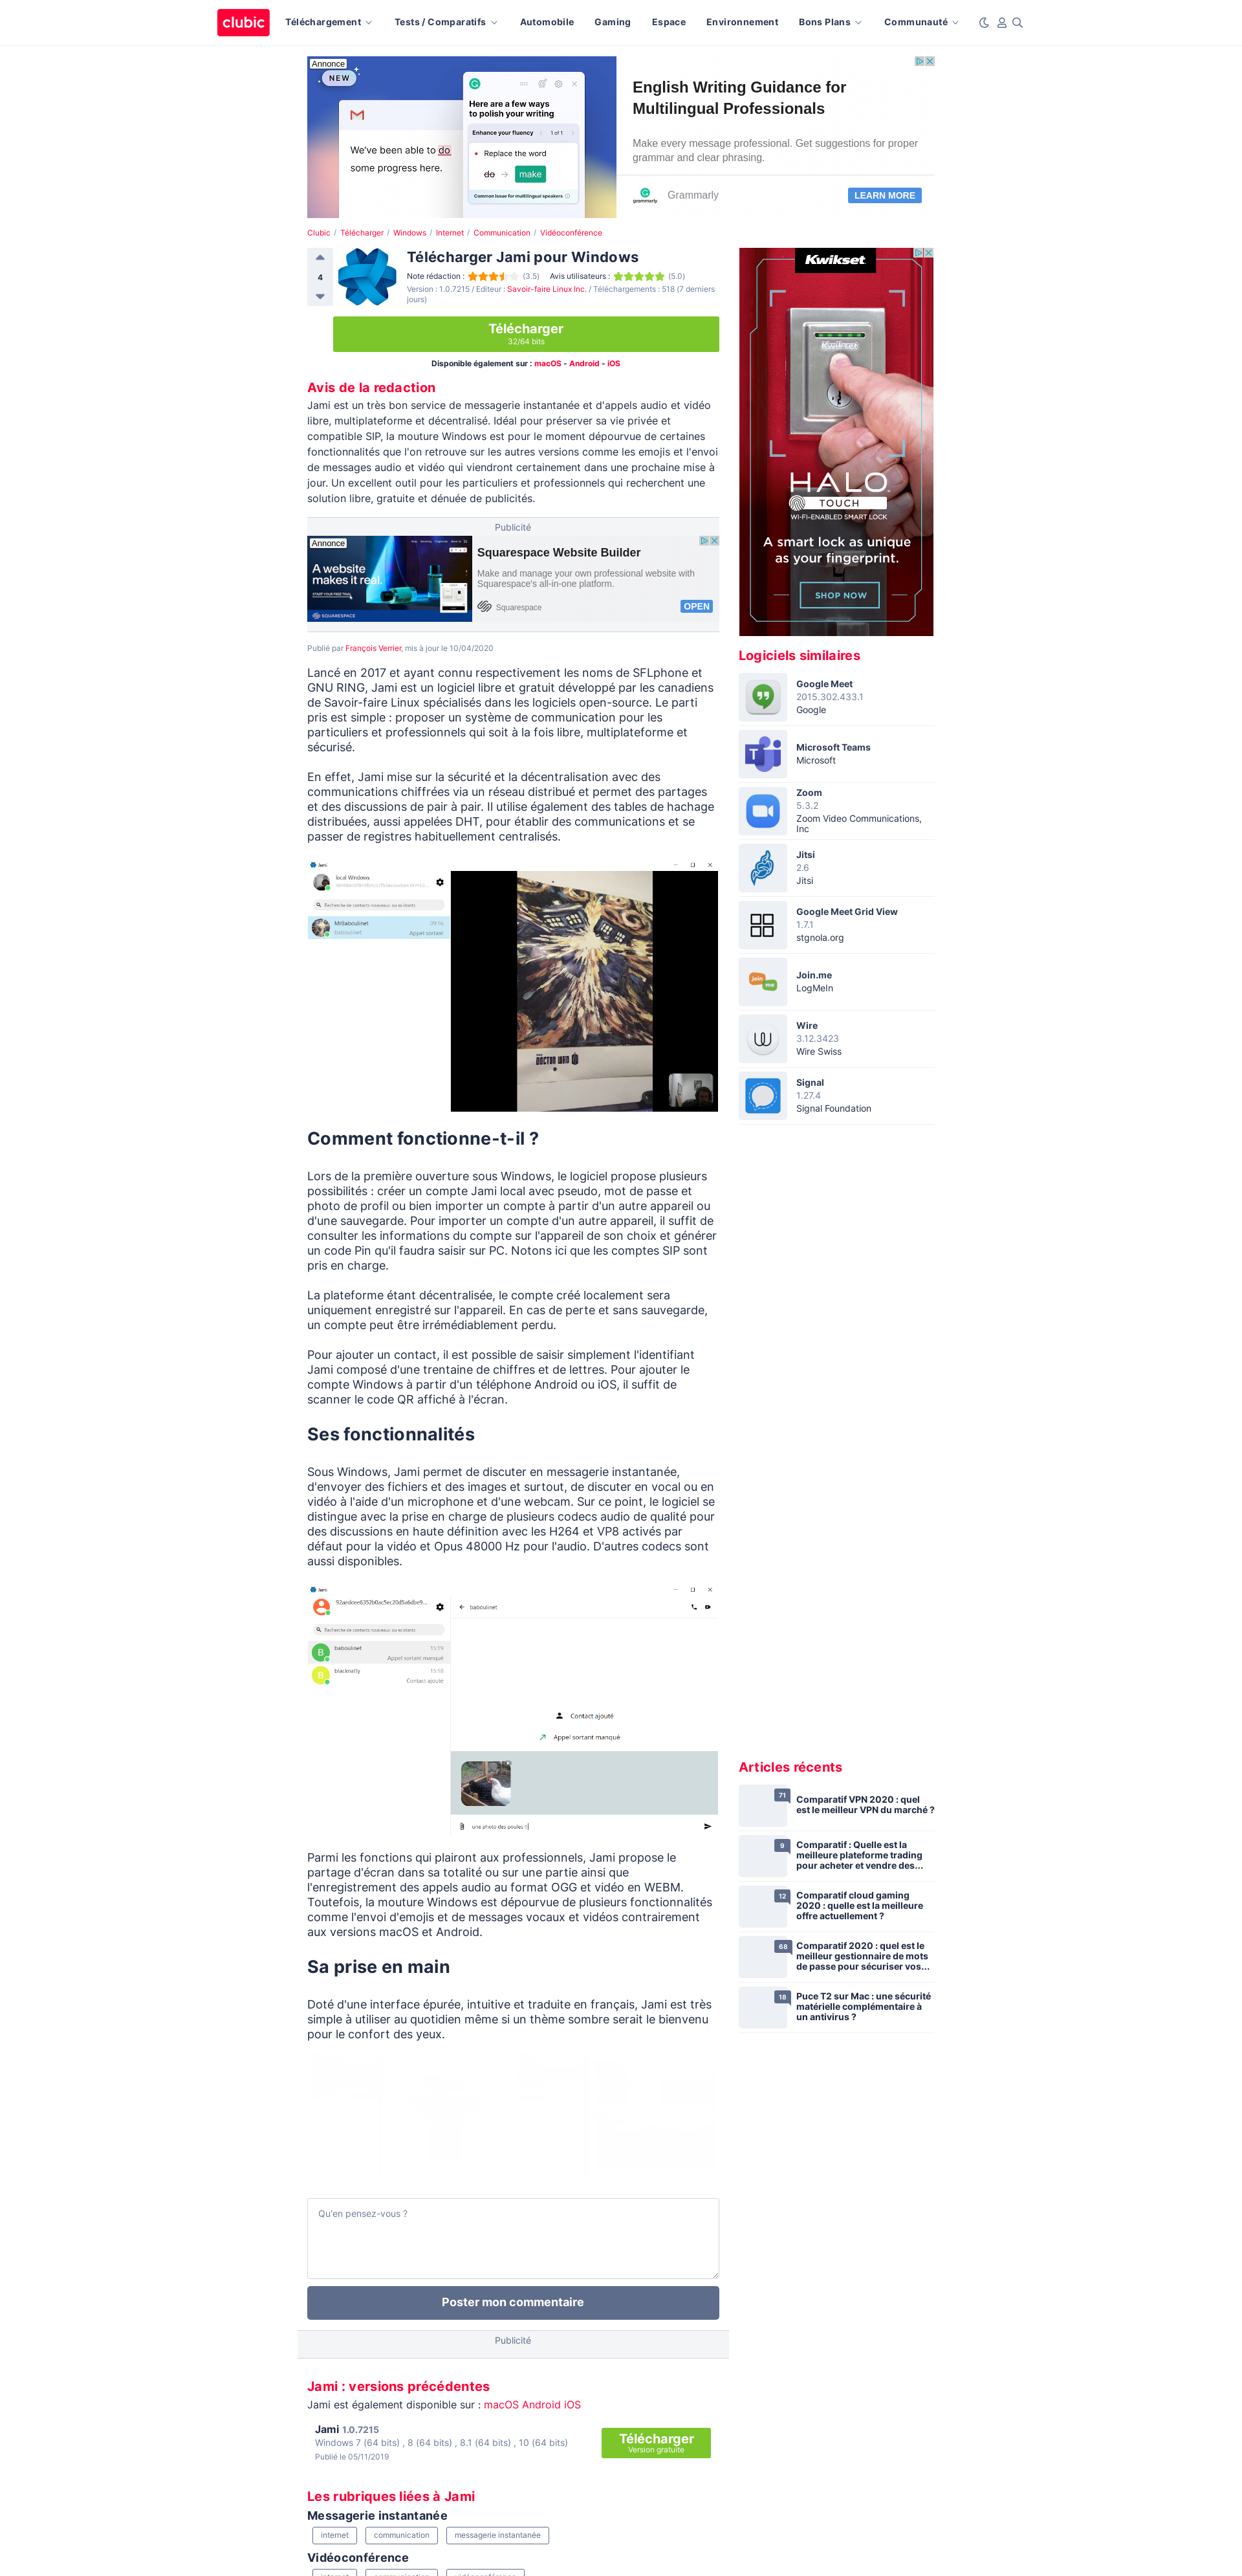 clubic
Téléchargement
Tests / Comparatifs
Automobile
Gaming
Espace
Environnement
Bons Plans
Communauté
Annonce
NEW
We've been able to do
some progress here.
Here are a few ways
to polish your writing
Enhance your fluency
1 of 1
Replace the word
do → make
Common issue for multilingual speakers
English Writing Guidance for
Multilingual Professionals
Make every message professional. Get suggestions for proper
grammar and clear phrasing.
grammarly
Grammarly
LEARN MORE
Clubic / Télécharger / Windows / Internet / Communication / Vidéoconférence
4
Télécharger Jami pour Windows
Note rédaction : (3.5) Avis utilisateurs : (5.0)
Version : 1.0.7215 / Editeur : Savoir-faire Linux Inc. / Téléchargements : 518 (7 derniers
jours)
Télécharger
32/64 bits
Disponible également sur : macOS - Android - iOS
Avis de la redaction
Jami est un très bon service de messagerie instantanée et d'appels audio et vidéo
libre, multiplateforme et décentralisé. Idéal pour préserver sa vie privée et
compatible SIP, la mouture Windows est pour le moment dépourvue de certaines
fonctionnalités que l'on retrouve sur les autres versions comme les emojis et l'envoi
de messages audio et vidéo qui viendront certainement dans une prochaine mise à
jour. Un excellent outil pour les particuliers et professionnels qui recherchent une
solution libre, gratuite et dénuée de publicités.
Publicité
Annonce
A website
makes it real.
START YOUR FREE TRIAL
SQUARESPACE
Squarespace Website Builder
Make and manage your own professional website with
Squarespace's all-in-one platform.
Squarespace
OPEN
Publié par François Verrier, mis à jour le 10/04/2020
Lancé en 2017 et ayant connu respectivement les noms de SFLphone et
GNU RING, Jami est un logiciel libre et gratuit développé par les canadiens
de Savoir-faire Linux spécialisés dans les logiciels open-source. Le parti
pris est simple : proposer un système de communication pour les
particuliers et professionnels qui soit à la fois libre, multiplateforme et
sécurisé.
En effet, Jami mise sur la sécurité et la décentralisation avec des
communications chiffrées via un réseau distribué et permet des partages
et des discussions de pair à pair. Il utilise également des tables de hachage
distribuées, aussi appelées DHT, pour établir des communications et se
passer de registres habituellement centralisés.
Jami
local Windows
Recherche de contacts nouveaux ou existants
Millaboulinet
09:16
baboulinet
Appel sortant
DOCTOR WHO
Comment fonctionne-t-il ?
Lors de la première ouverture sous Windows, le logiciel propose plusieurs
possibilités : créer un compte Jami local avec pseudo, mot de passe et
photo de profil ou bien importer un compte à partir d'un autre appareil ou
d'une sauvegarde. Pour importer un compte d'un autre appareil, il suffit de
consulter les informations du compte sur l'appareil de son choix et générer
un code Pin qu'il faudra saisir sur PC. Notons ici que les comptes SIP sont
pris en charge.
La plateforme étant décentralisée, le compte créé localement sera
uniquement enregistré sur l'appareil. En cas de perte et sans sauvegarde,
un compte peut être irrémédiablement perdu.
Pour ajouter un contact, il est possible de saisir simplement l'identifiant
Jami composé d'une trentaine de chiffres et de lettres. Pour ajouter le
compte Windows à partir d'un téléphone Android ou iOS, il suffit de
scanner le code QR affiché à l'écran.
Ses fonctionnalités
Sous Windows, Jami permet de discuter en messagerie instantanée,
d'envoyer des fichiers et des images et surtout, de discuter en vocal ou en
vidéo à l'aide d'un microphone et d'une webcam. Sur ce point, le logiciel se
distingue avec la prise en charge de plusieurs codecs audio de qualité pour
des discussions en haute définition avec les H264 et VP8 activés par
défaut pour la vidéo et Opus 48000 Hz pour l'audio. D'autres codecs sont
aussi disponibles.
Jami
92aedcee6352b0ac5ec20d5a6dbe9...
baboulinet
Recherche de contacts nouveaux ou existants
B
baboulinet
15:19
Appel sortant manqué
B
blacknally
15:18
Contact ajouté
Contact ajouté
Appel sortant manqué
une photo des poules !!
Parmi les fonctions qui plairont aux professionnels, Jami propose le
partage d'écran dans sa totalité ou sur une partie ainsi que
l'enregistrement des appels audio au format OGG et vidéo en WEBM.
Toutefois, la mouture Windows est dépourvue de plusieurs fonctionnalités
comme l'envoi d'emojis et de messages vocaux et vidéos contrairement
aux versions macOS et Android.
Sa prise en main
Doté d'une interface épurée, intuitive et traduite en français, Jami est très
simple à utiliser au quotidien même si un thème sombre serait le bienvenu
pour le confort des yeux.
Qu'en pensez-vous ?
Poster mon commentaire
Publicité
Jami : versions précédentes
Jami est également disponible sur : macOS Android iOS
Jami 1.0.7215
Windows 7 (64 bits) , 8 (64 bits) , 8.1 (64 bits) , 10 (64 bits)
Publié le 05/11/2019
Télécharger
Version gratuite
Les rubriques liées à Jami
Messagerie instantanée
internet
communication
messagerie instantanée
Vidéoconférence
Kwikset
HALO
TOUCH
WI-FI-ENABLED SMART LOCK
A smart lock as unique
as your fingerprint.
SHOP NOW
Logiciels similaires
Google Meet
2015.302.433.1
Google
Microsoft Teams
Microsoft
Zoom
5.3.2
Zoom Video Communications,
Inc
Jitsi
2.6
Jitsi
Google Meet Grid View
1.7.1
stgnola.org
Join.me
LogMeIn
Wire
3.12.3423
Wire Swiss
Signal
1.27.4
Signal Foundation
Articles récents
71
Comparatif VPN 2020 : quel
est le meilleur VPN du marché ?
9
Comparatif : Quelle est la
meilleure plateforme trading
pour acheter et vendre des...
12
Comparatif cloud gaming
2020 : quelle est la meilleure
offre actuellement ?
68
Comparatif 2020 : quel est le
meilleur gestionnaire de mots
de passe pour sécuriser vos...
18
Puce T2 sur Mac : une sécurité
matérielle complémentaire à
un antivirus ?